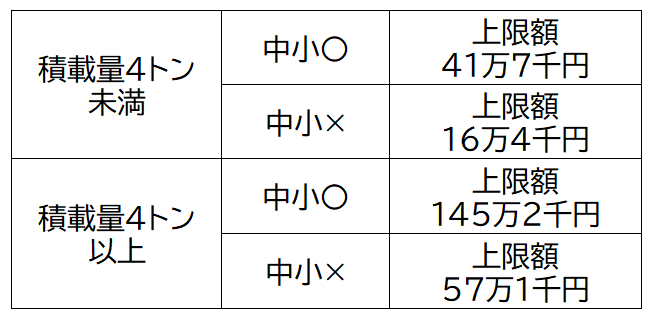 積載量4トン
未満
中小〇
上限額
41万7千円
中小×
上限額
16万4千円
積載量4トン
以上
中小〇
上限額
145万2千円
中小×
上限額
57万1千円